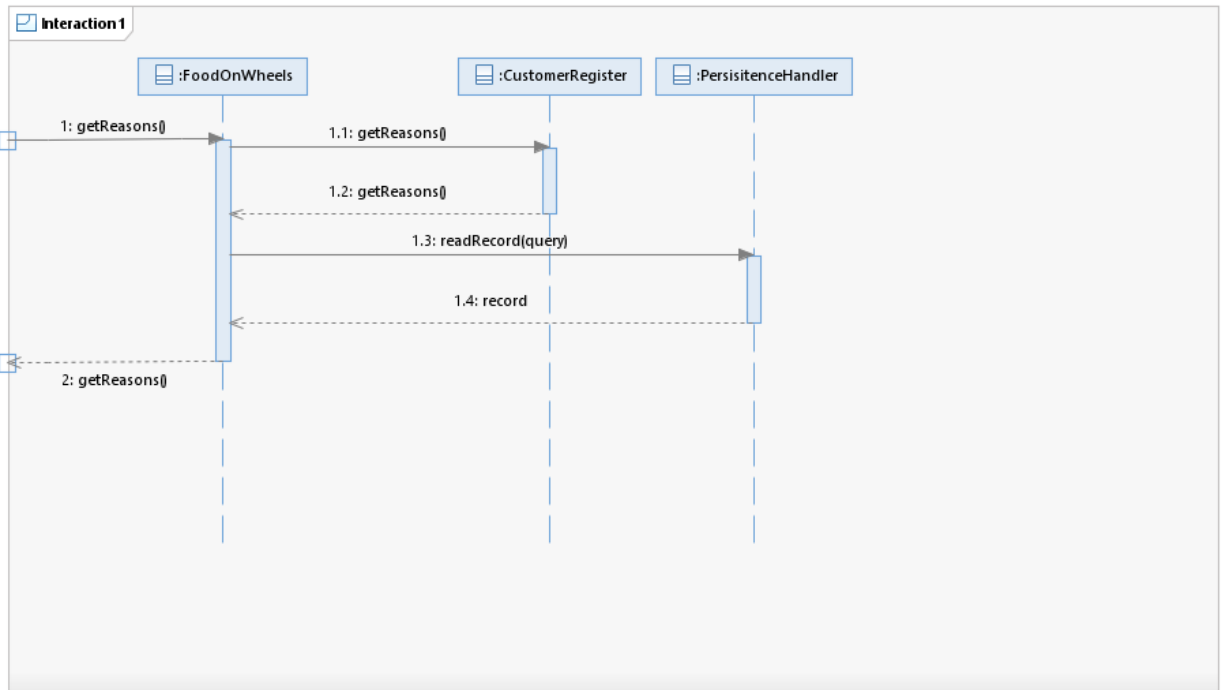 Interaction1
:FoodOnWheels
:CustomerRegister
:PersisitenceHandler
1: getReasons()
1.1: getReasons()
1.2: getReasons()
1.3: readRecord(query)
1.4: record
2: getReasons()